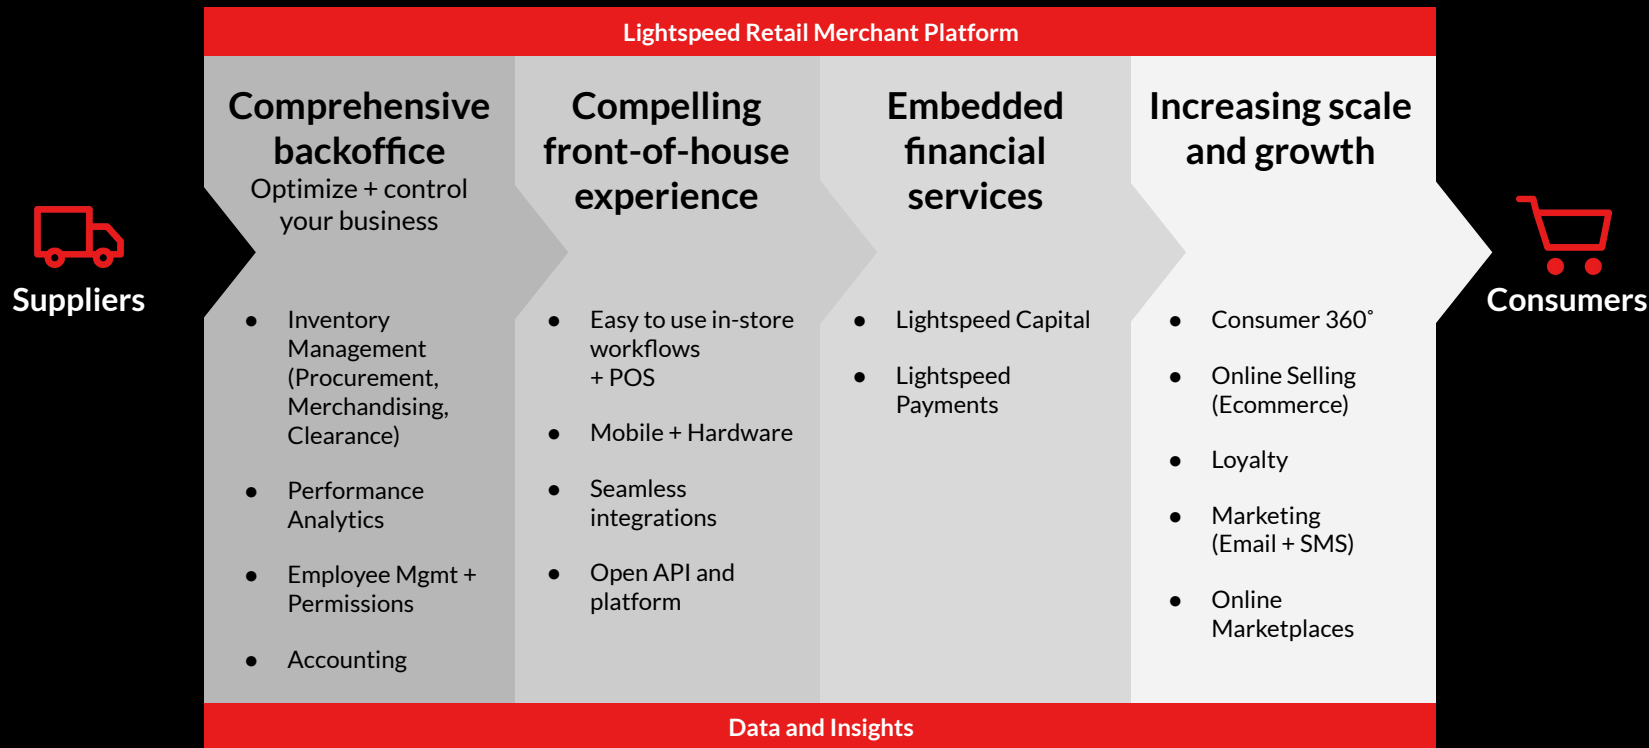 Lightspeed Retail Merchant Platform
Suppliers
Comprehensive
backoffice
Optimize + control
your business
● Inventory
Management
(Procurement,
Merchandising,
Clearance)
● Performance
Analytics
● Employee Mgmt +
Permissions
● Accounting
Compelling
front-of-house
experience
● Easy to use in-store
workflows
+ POS
● Mobile + Hardware
● Seamless
integrations
● Open API and
platform
Embedded
financial
services
● Lightspeed Capital
● Lightspeed
Payments
Increasing scale
and growth
● Consumer 360˚
● Online Selling
(Ecommerce)
● Loyalty
● Marketing
(Email + SMS)
● Online
Marketplaces
Consumers
Data and Insights